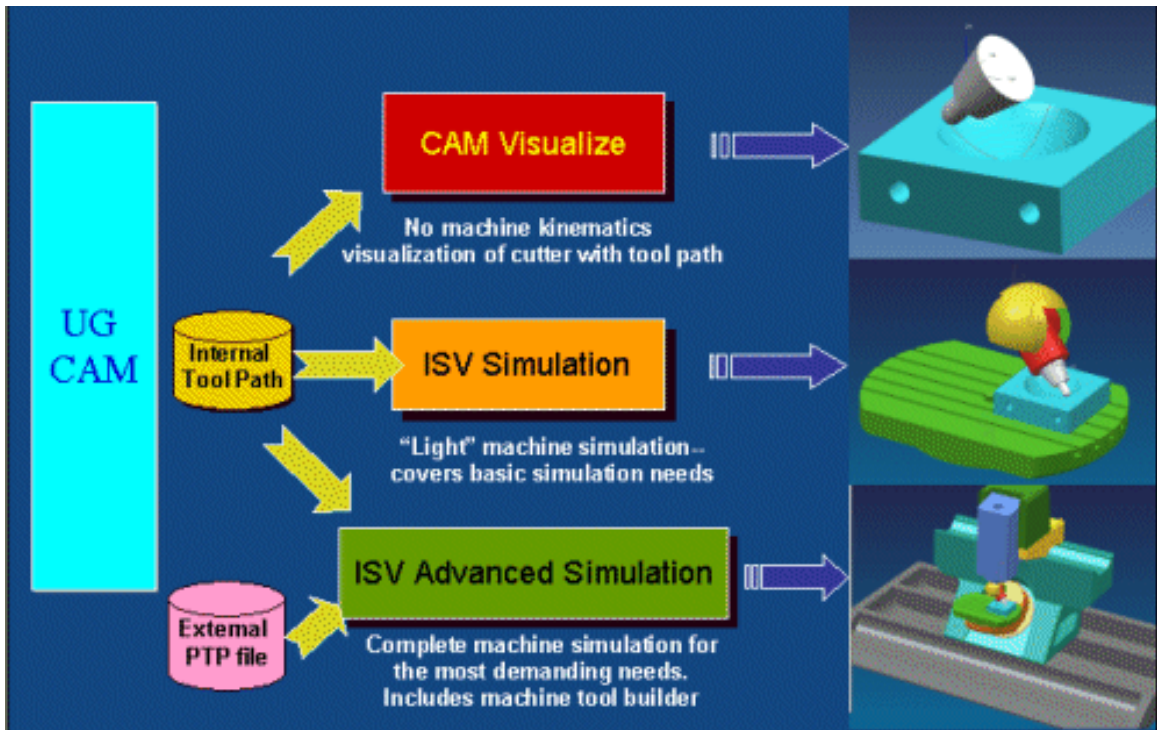 UG
CAM
CAM Visualize
No machine kinematics
visualization of cutter with tool path
Internal
Tool Path
ISV Simulation
“Light” machine simulation--
covers basic simulation needs
ISV Advanced Simulation
External
PTP file
Complete machine simulation for
the most demanding needs.
Includes machine tool builder